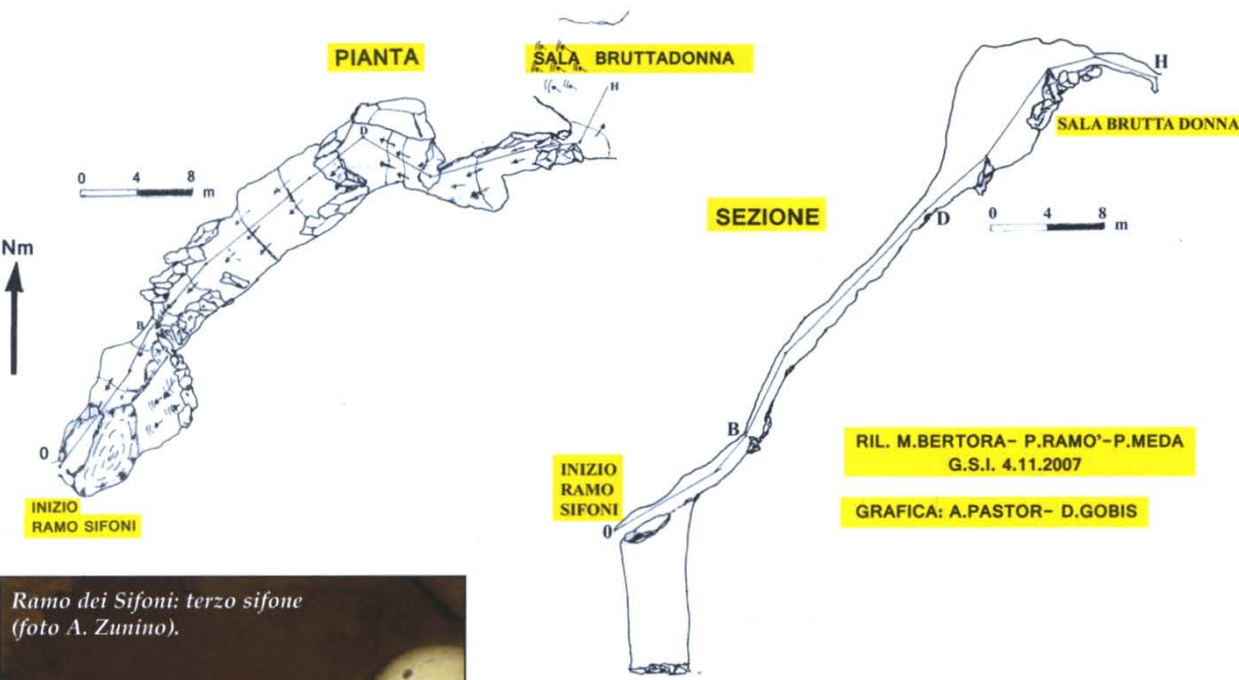 PIANTA
SALA BRUTTADONNA
H
D
0 4 8 m
Nm
B
0
INIZIO
RAMO SIFONI
Ramo dei Sifoni: terzo sifone
(foto A. Zunino).
SEZIONE
H
SALA BRUTTA DONNA
D
0 4 8 m
B
INIZIO
RAMO
SIFONI
0
RIL. M.BERTORA- P.RAMO'-P.MEDA
G.S.I. 4.11.2007
GRAFICA: A.PASTOR- D.GOBIS